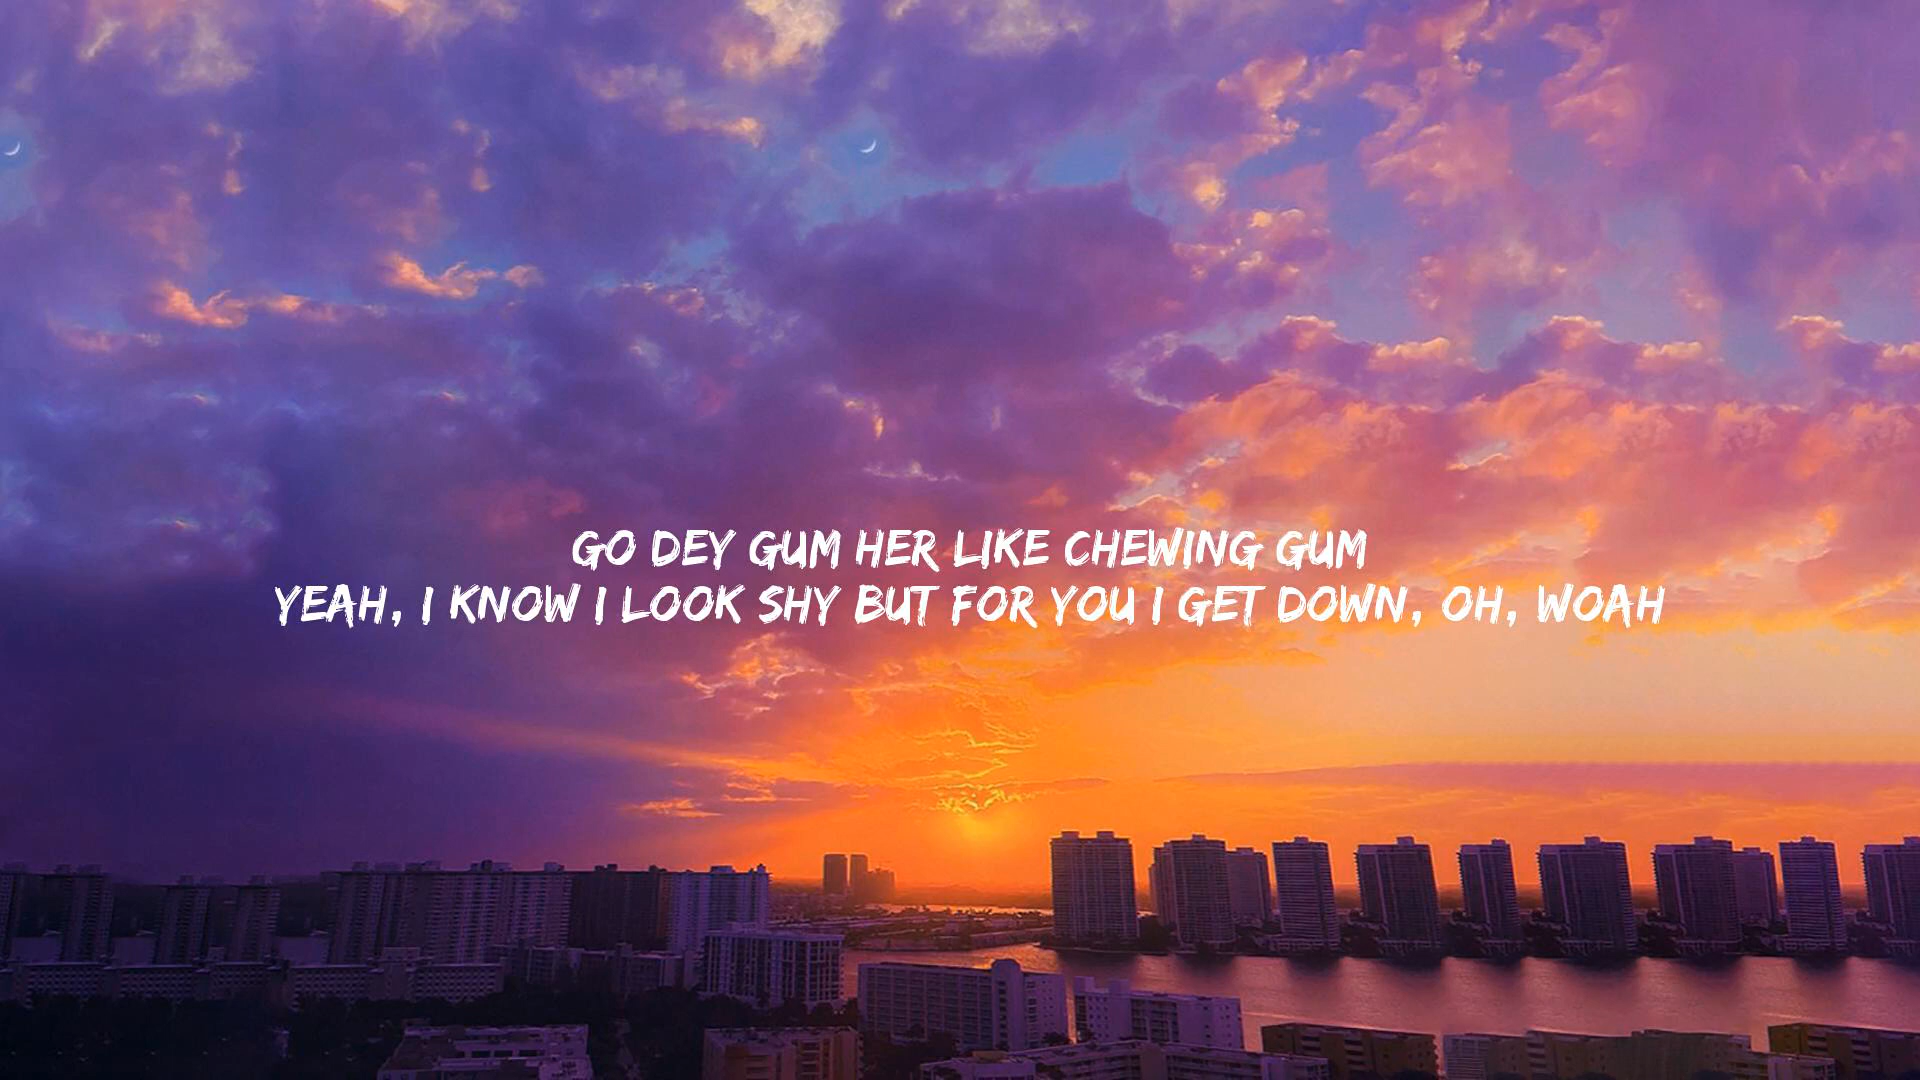 GO DEY GUM HER LIKE CHEWING GUM
YEAH, I KNOW I LOOK SHY BUT FOR YOU I GET DOWN, OH, WOAH